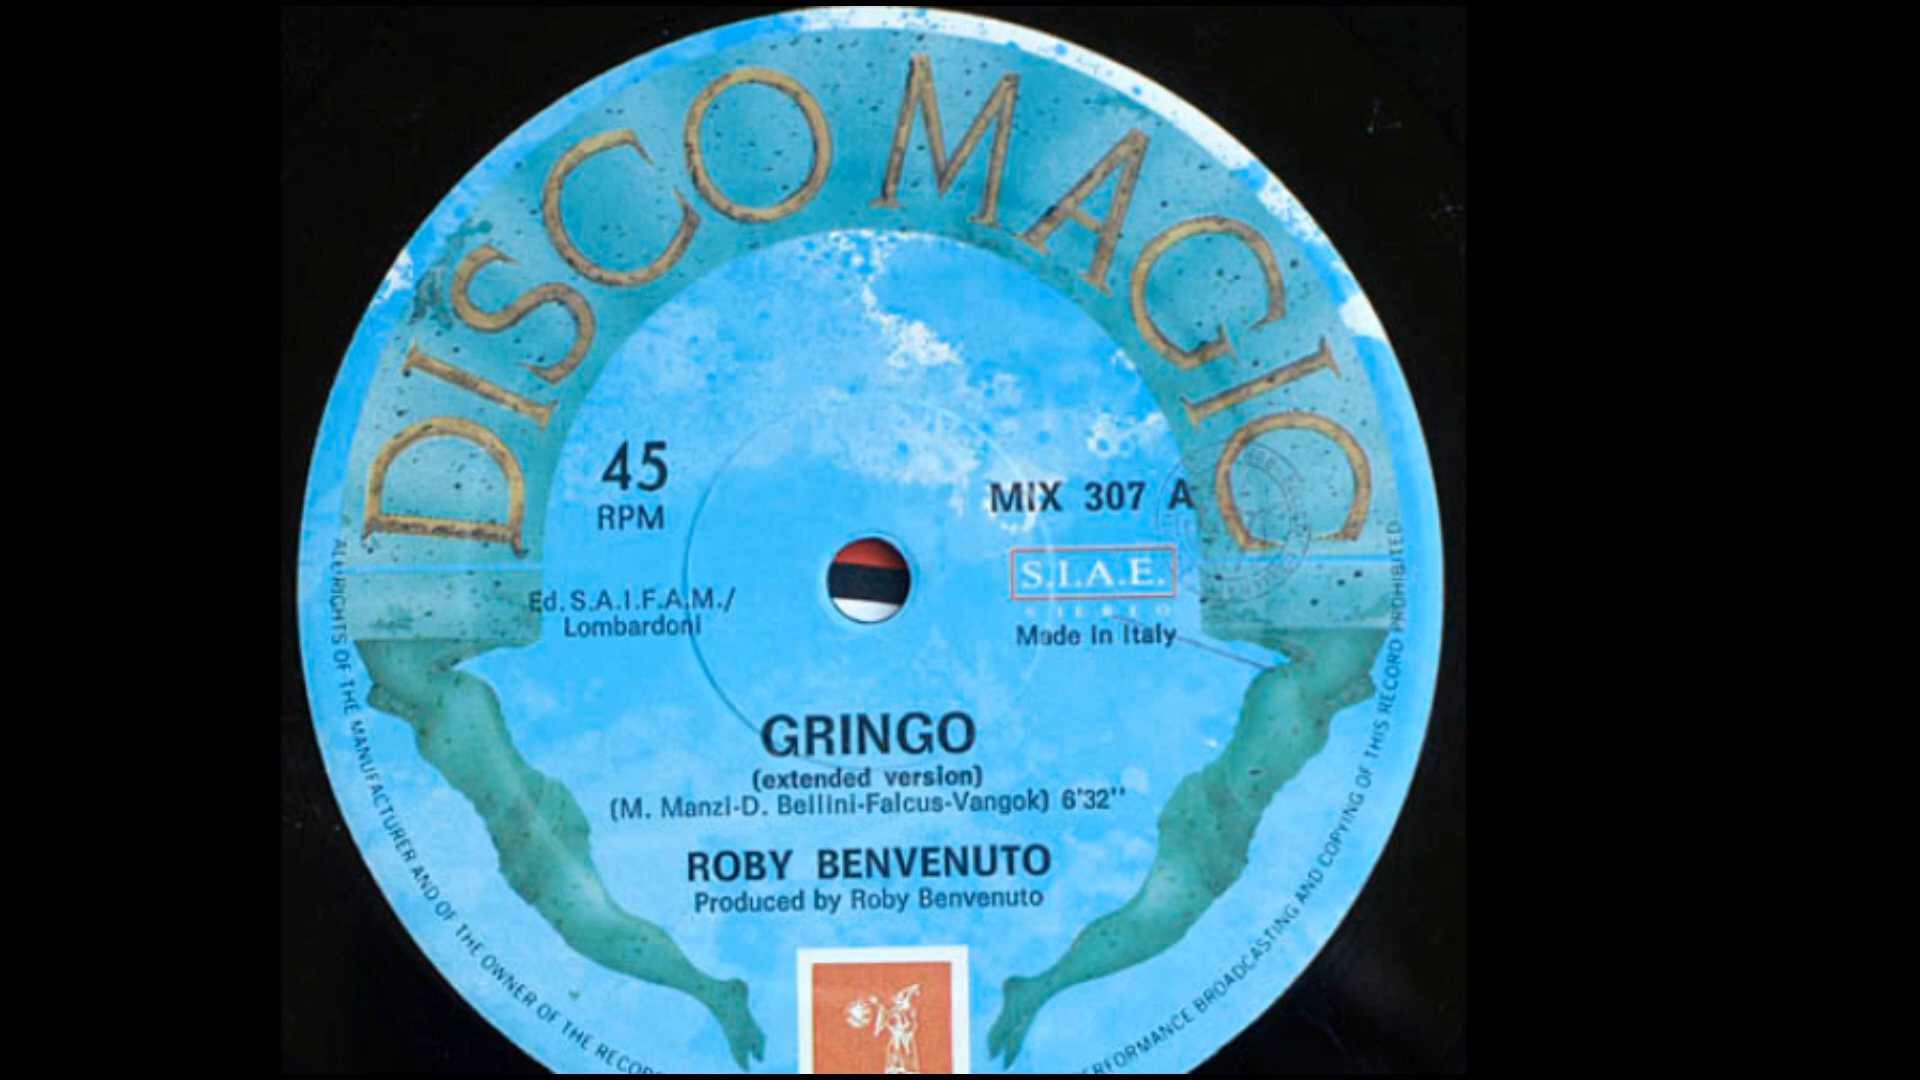 DISCOMAGIC
45
RPM
MIX 307 A
S.I.A.E.
STEREO
Ed. S.A.I.F.A.M./
Lombardoni
Made In Italy
GRINGO
(extended version)
(M. Manzi-D. Bellini-Falcus-Vangok) 6'32''
ROBY BENVENUTO
Produced by Roby Benvenuto
ALL RIGHTS OF THE MANUFACTURER AND OF THE OWNER OF THE RECOR
PERFORMANCE BROADCASTING AND COPYING OF THIS RECORD PROHIBITED